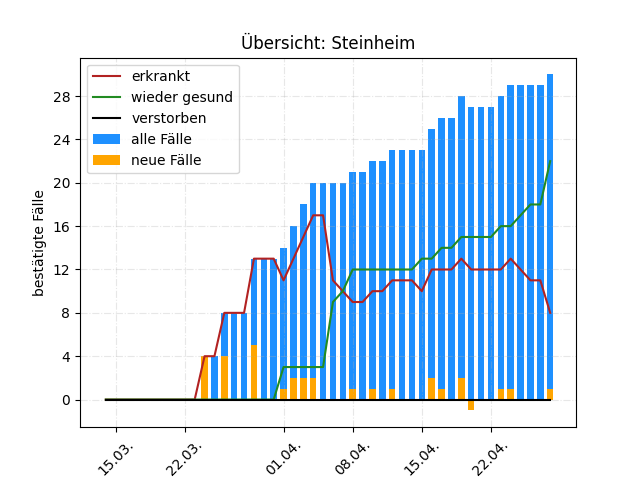 Übersicht: Steinheim
erkrankt
wieder gesund
verstorben
alle Fälle
neue Fälle
bestätigte Fälle
28
24
20
16
12
8
4
0
15.03.
22.03.
01.04.
08.04.
15.04.
22.04.